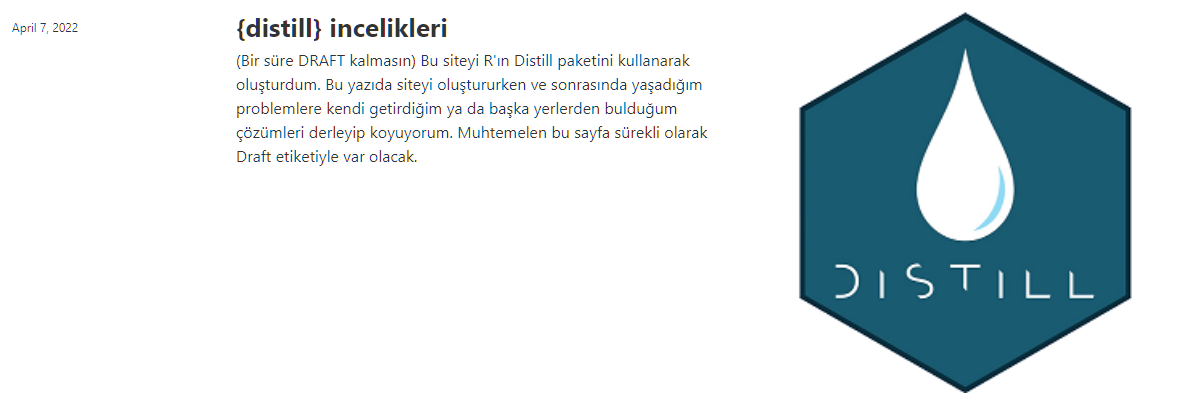 April 7, 2022
{distill} incelikleri
(Bir süre DRAFT kalmasın) Bu siteyi R'ın Distill paketini kullanarak
oluşturdum. Bu yazıda siteyi oluştururken ve sonrasında yaşadığım
problemlere kendi getirdiğim ya da başka yerlerden bulduğum
çözümleri derleyip koyuyorum. Muhtemelen bu sayfa sürekli olarak
Draft etiketiyle var olacak.
DISTILL